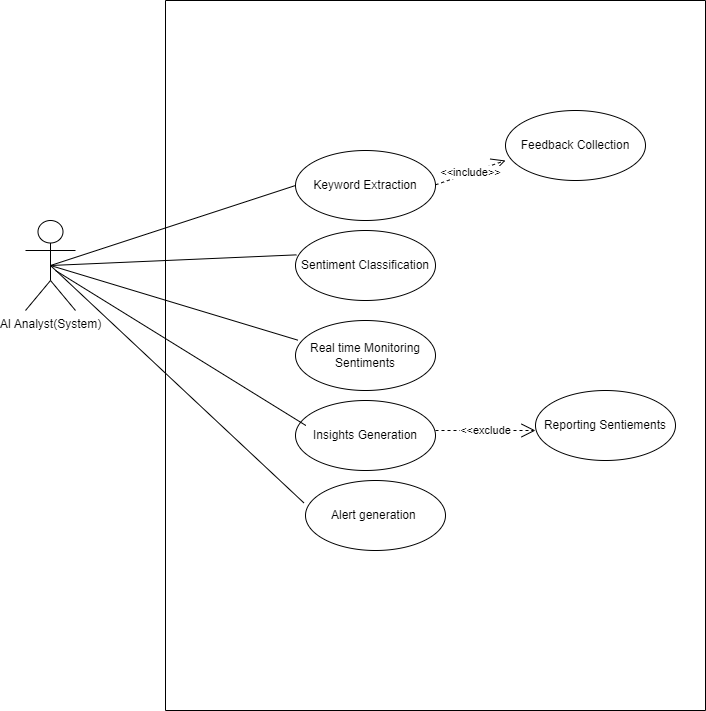 Feedback Collection
<<include>>
Keyword Extraction
Sentiment Classification
AI Analyst(System)
Real time Monitoring
Sentiments
Insights Generation
<<exclude
Reporting Sentiements
Alert generation